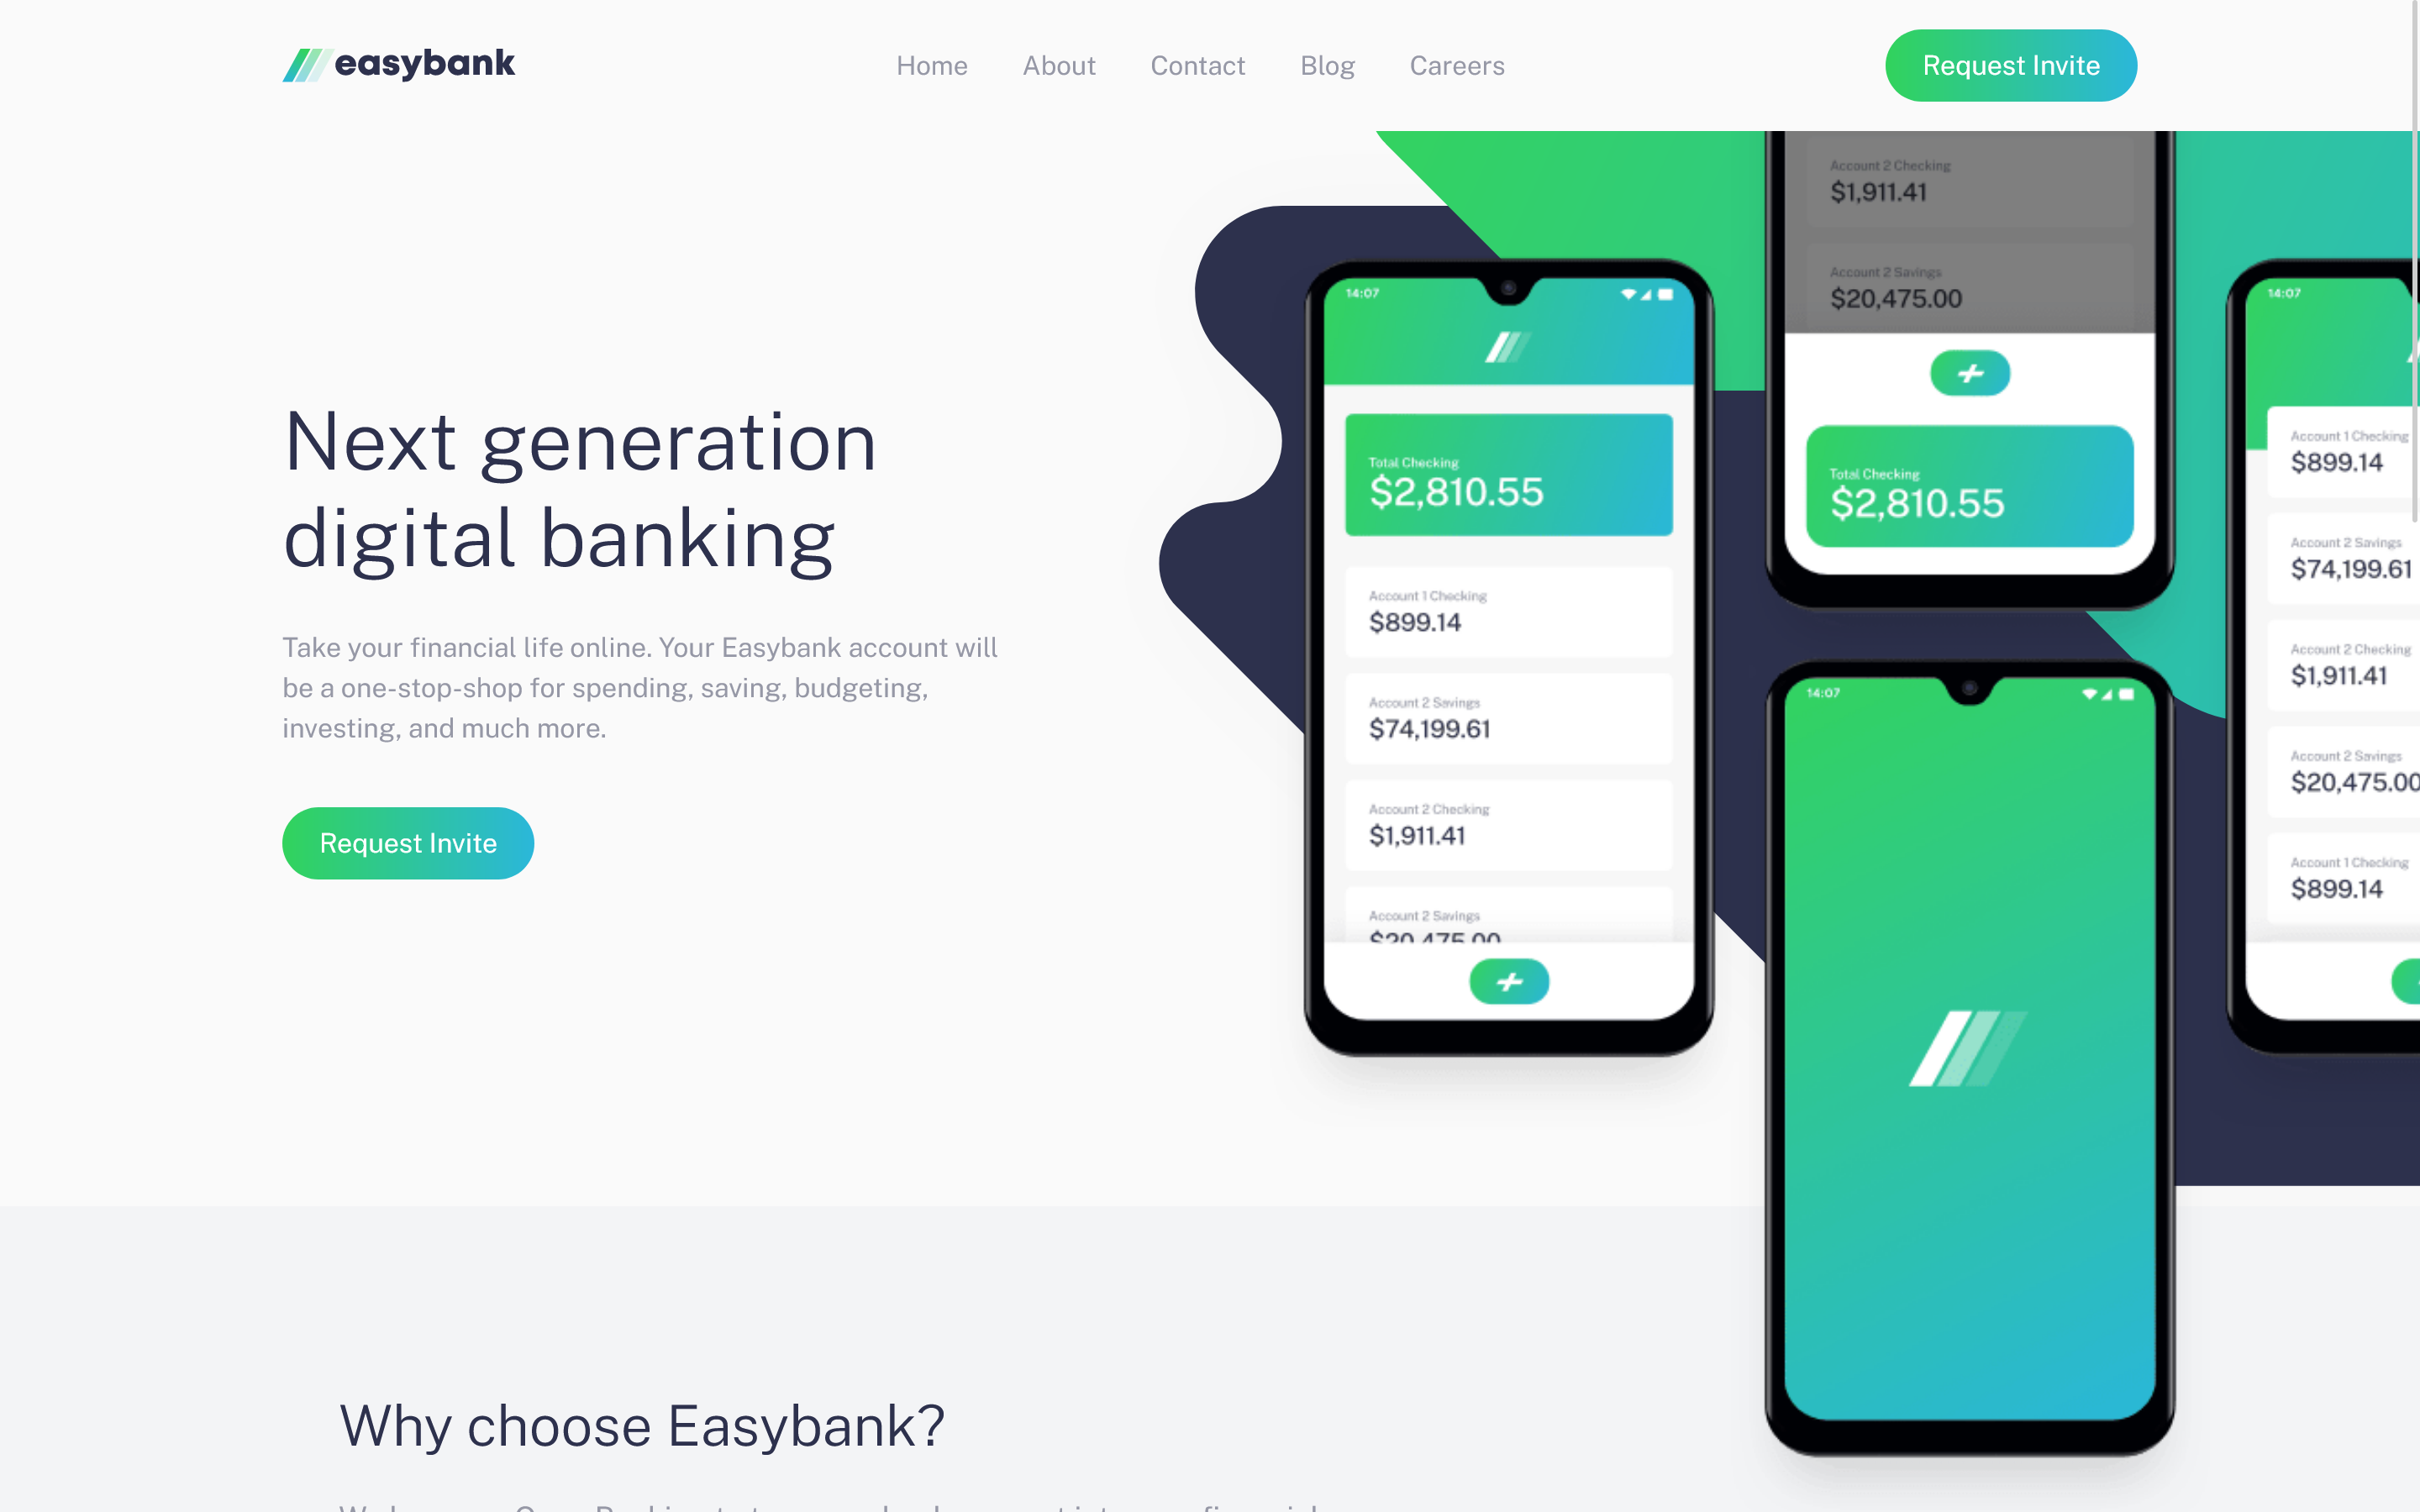 easybank
Home
About
Contact
Blog
Careers
Request Invite
Next generation
digital banking
Take your financial life online. Your Easybank account will
be a one-stop-shop for spending, saving, budgeting,
investing, and much more.
Request Invite
14:07
Total Checking
$2,810.55
Account 1 Checking
$899.14
Account 2 Savings
$74,199.61
Account 2 Checking
$1,911.41
Account 2 Savings
$20,475.00
Account 2 Checking
$1,911.41
Account 2 Savings
$20,475.00
Total Checking
$2,810.55
14:07
14:07
Account 1 Checking
$899.14
Account 2 Savings
$74,199.61
Account 2 Checking
$1,911.41
Account 2 Savings
$20,475.00
Account 1 Checking
$899.14
Why choose Easybank?